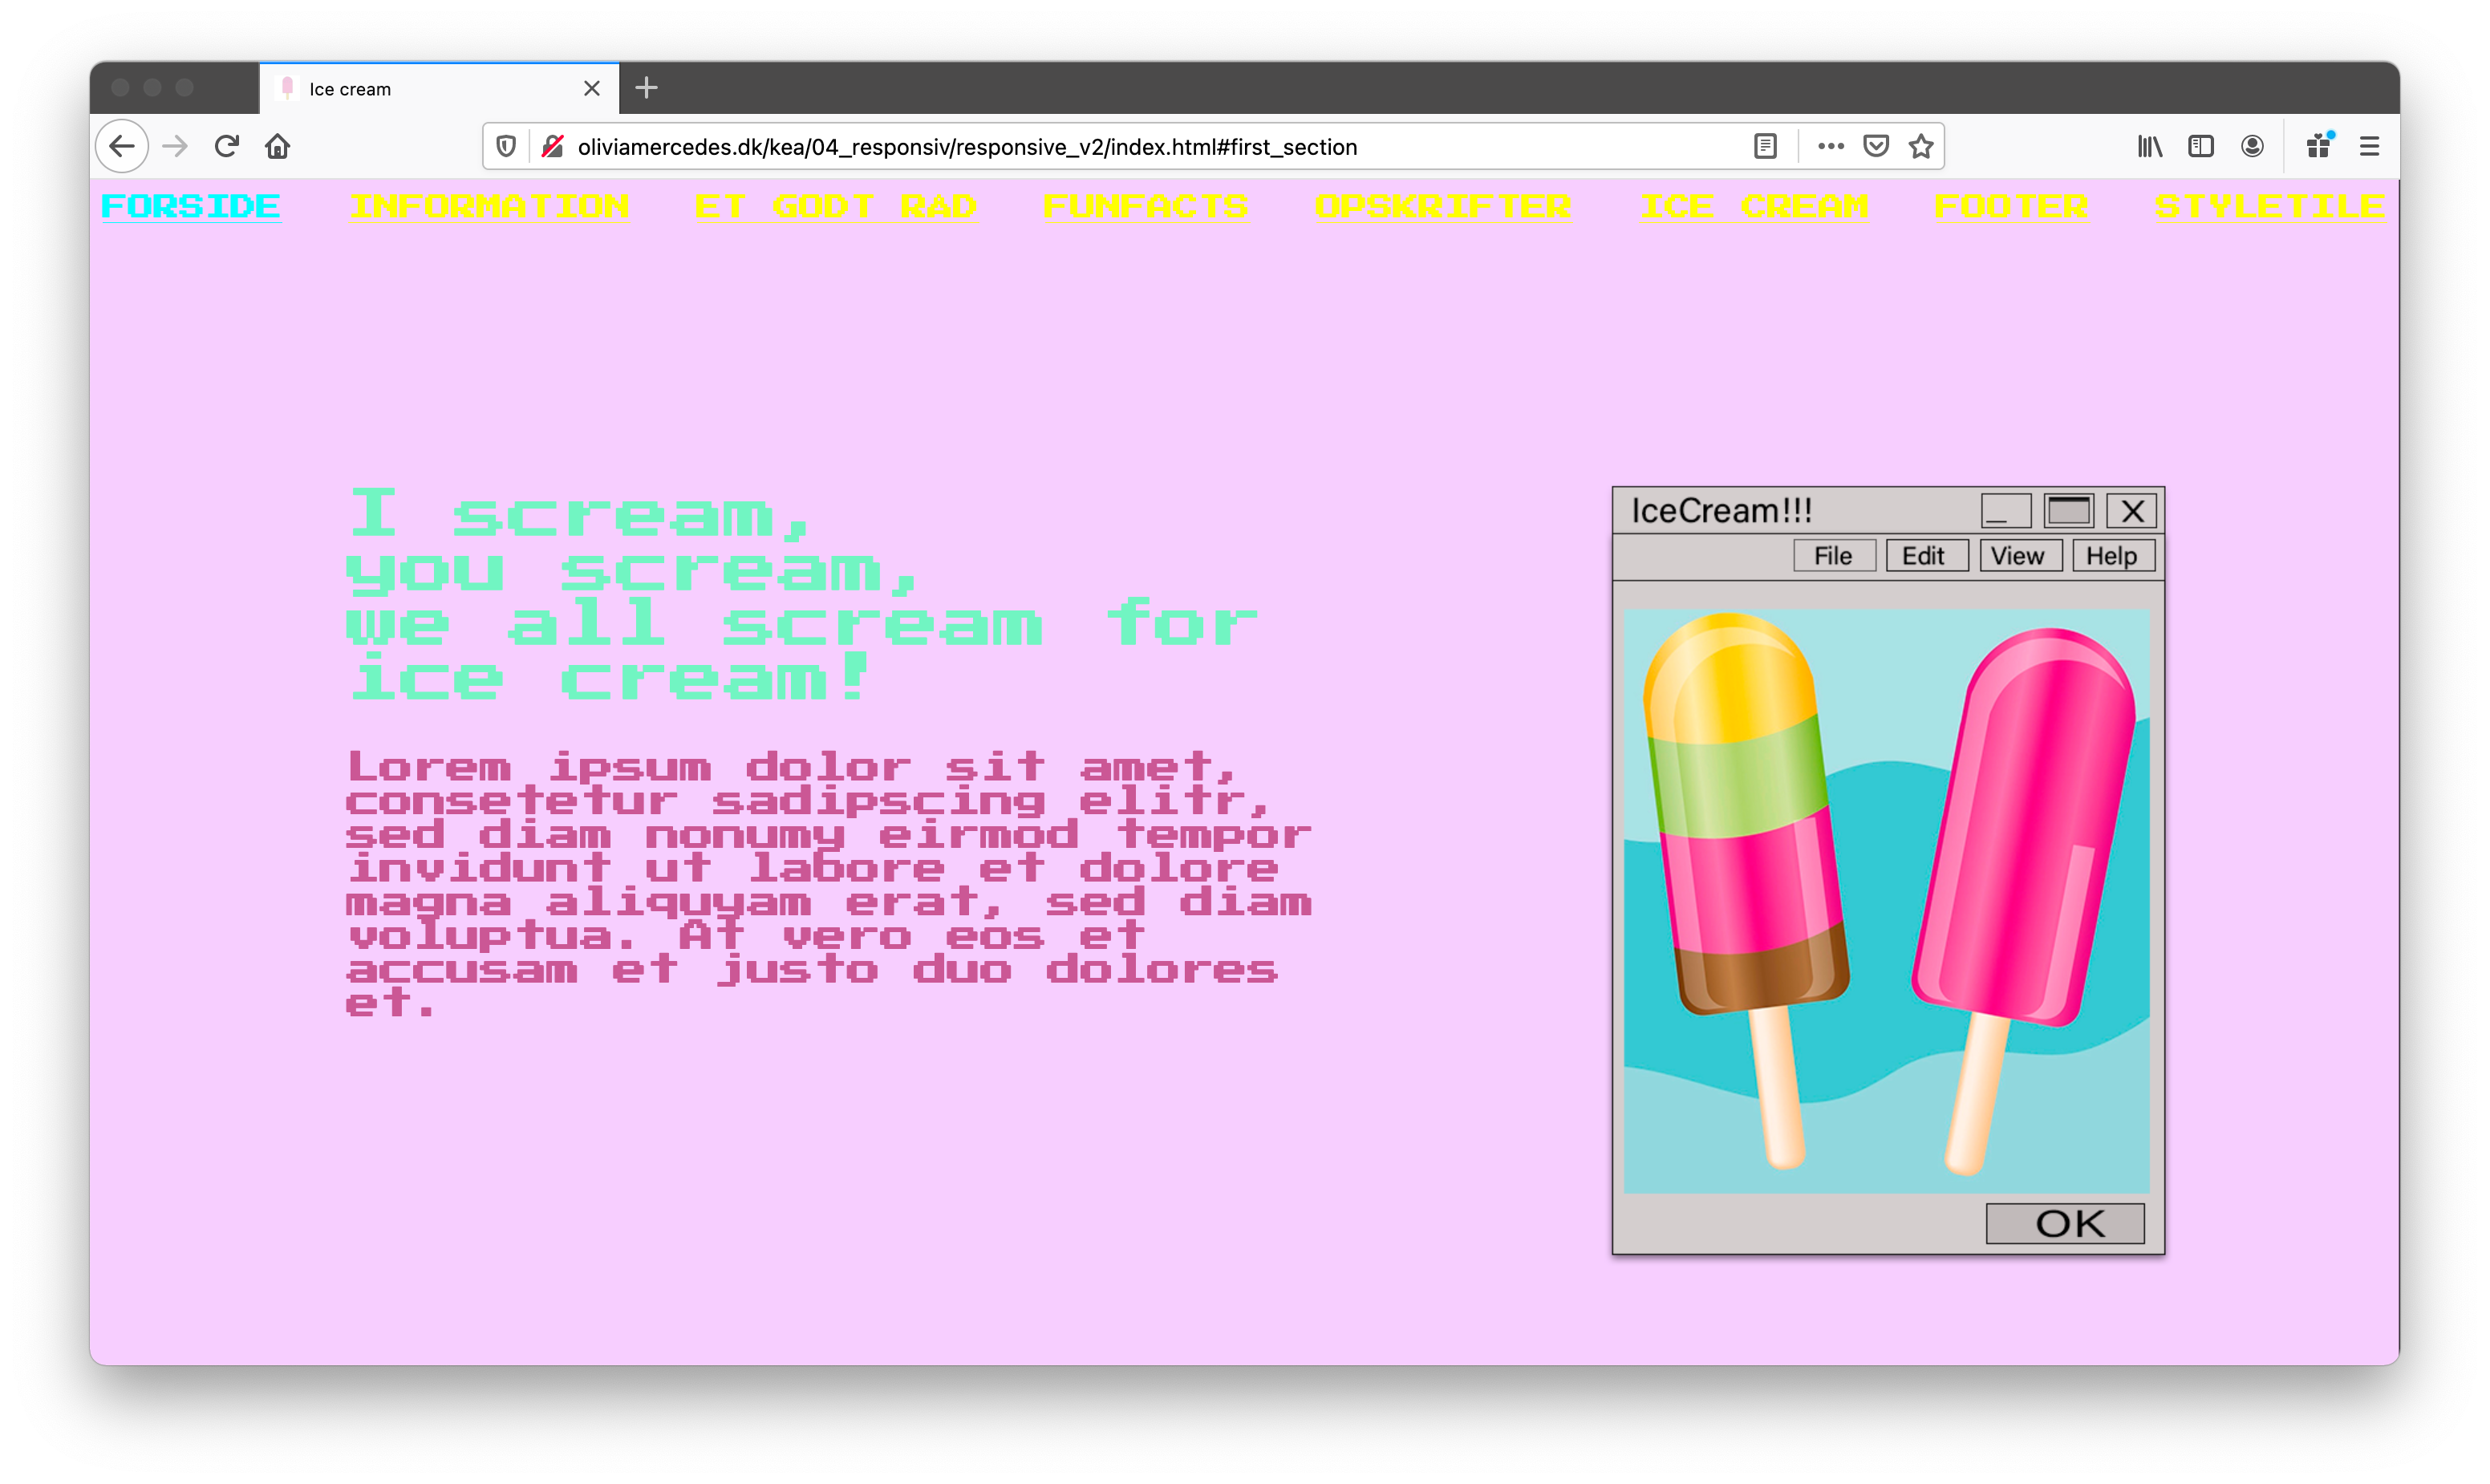 Ice cream
oliviamercedes.dk/kea/04_responsiv/responsive_v2/index.html#first_section
FORSIDE INFORMATION ET GODT RAD FUNFACTS OPSKRIFTER ICE CREAM FOOTER STYLETILE
I scream,
you scream,
we all scream for
ice cream!
Lorem ipsum dolor sit amet,
consetetur sadipscing elitr,
sed diam nonumy eirmod tempor
invidunt ut labore et dolore
magna aliquyam erat, sed diam
voluptua. At vero eos et
accusam et justo duo dolores
et.
IceCream!!!
File Edit View Help
OK